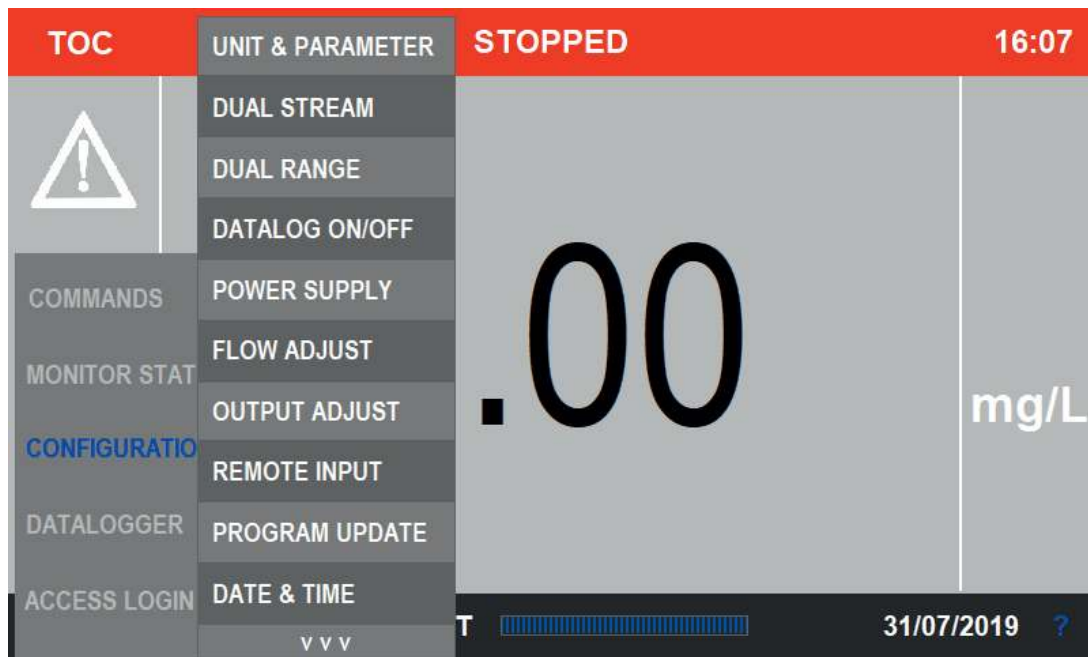 TOC
STOPPED
16:07
UNIT & PARAMETER
DUAL STREAM
DUAL RANGE
DATALOG ON/OFF
POWER SUPPLY
FLOW ADJUST
OUTPUT ADJUST
REMOTE INPUT
PROGRAM UPDATE
DATE & TIME
v v v
COMMANDS
MONITOR STAT
CONFIGURATIO
DATALOGGER
ACCESS LOGIN
.00
mg/L
T
31/07/2019 ?